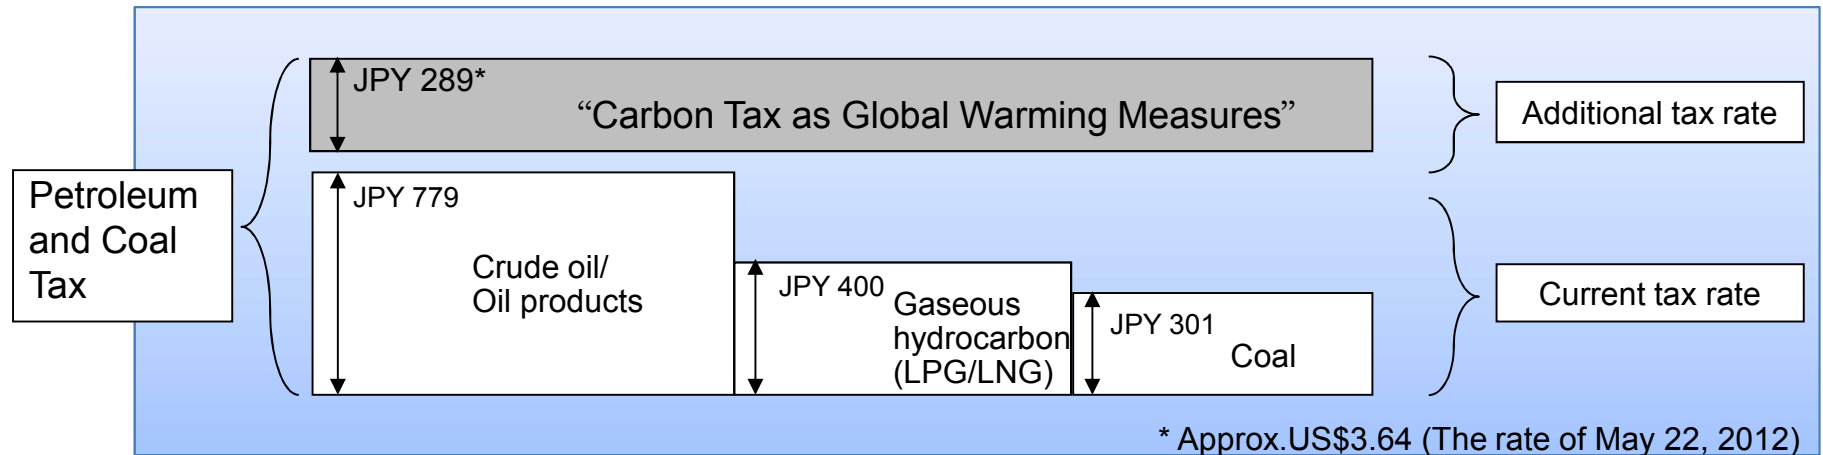 JPY 289*
“Carbon Tax as Global Warming Measures”
Additional tax rate
Petroleum
and Coal
Tax
JPY 779
Crude oil/
Oil products
JPY 400
Gaseous
hydrocarbon
(LPG/LNG)
JPY 301
Coal
Current tax rate
* Approx.US$3.64 (The rate of May 22, 2012)